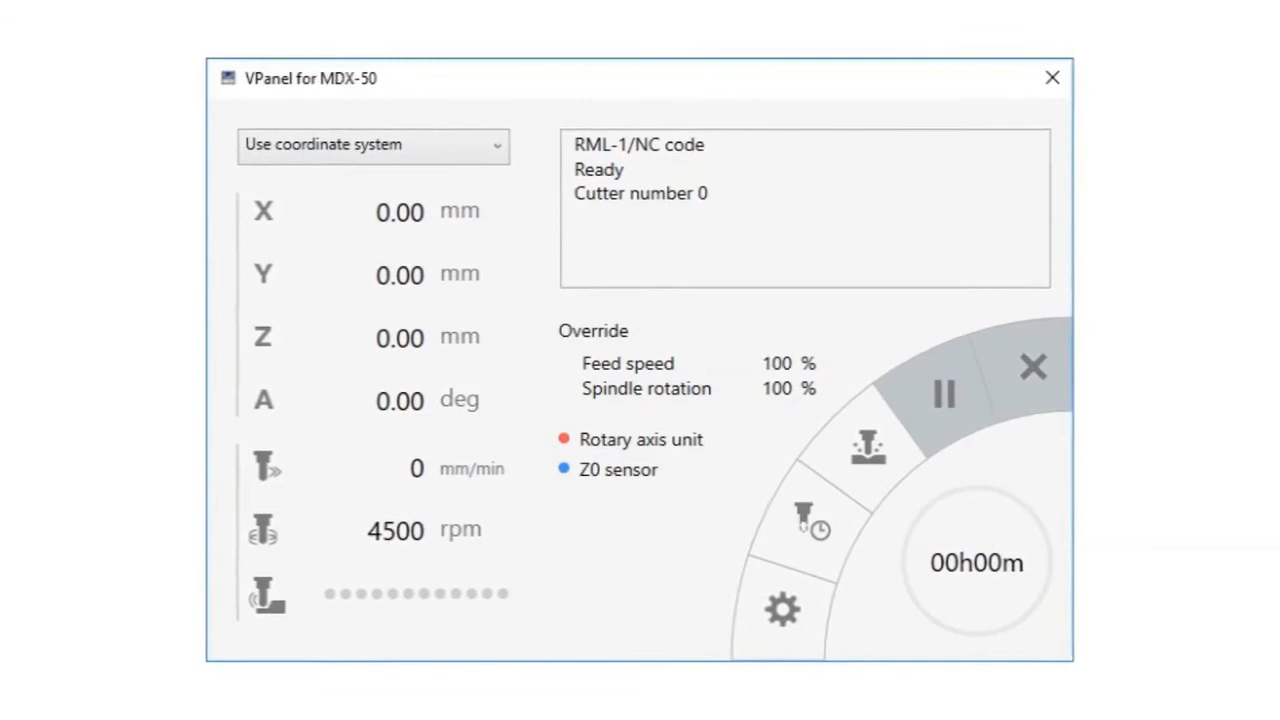 VPanel for MDX-50
Use coordinate system
X 0.00 mm
Y 0.00 mm
Z 0.00 mm
A 0.00 deg
0 mm/min
4500 rpm
RML-1/NC code
Ready
Cutter number 0
Override
Feed speed 100 %
Spindle rotation 100 %
Rotary axis unit
Z0 sensor
00h00m